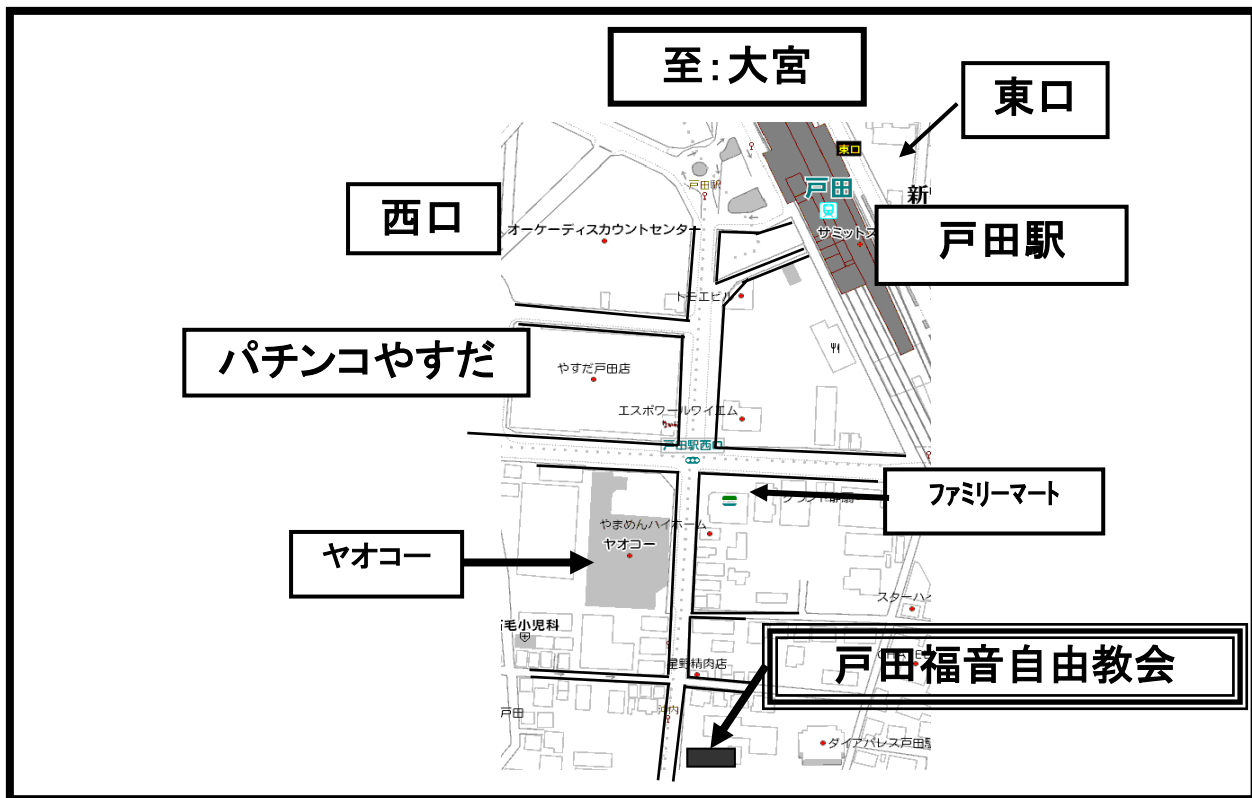 至:大宮
東口
東口
戸田駅
戸田
西口
新
オーケーディスカウントセンター
サミットス
戸田駅
トモエビル
パチンコやすだ
やすだ戸田店
エスポワールワイエム
戸田駅西口
ファミリーマート
やまめんハイホーム
ヤオコー
ヤオコー
スターハイ
毛小児科
戸田福音自由教会
星野精肉店
戸田
河内
ダイアパレス戸田駅